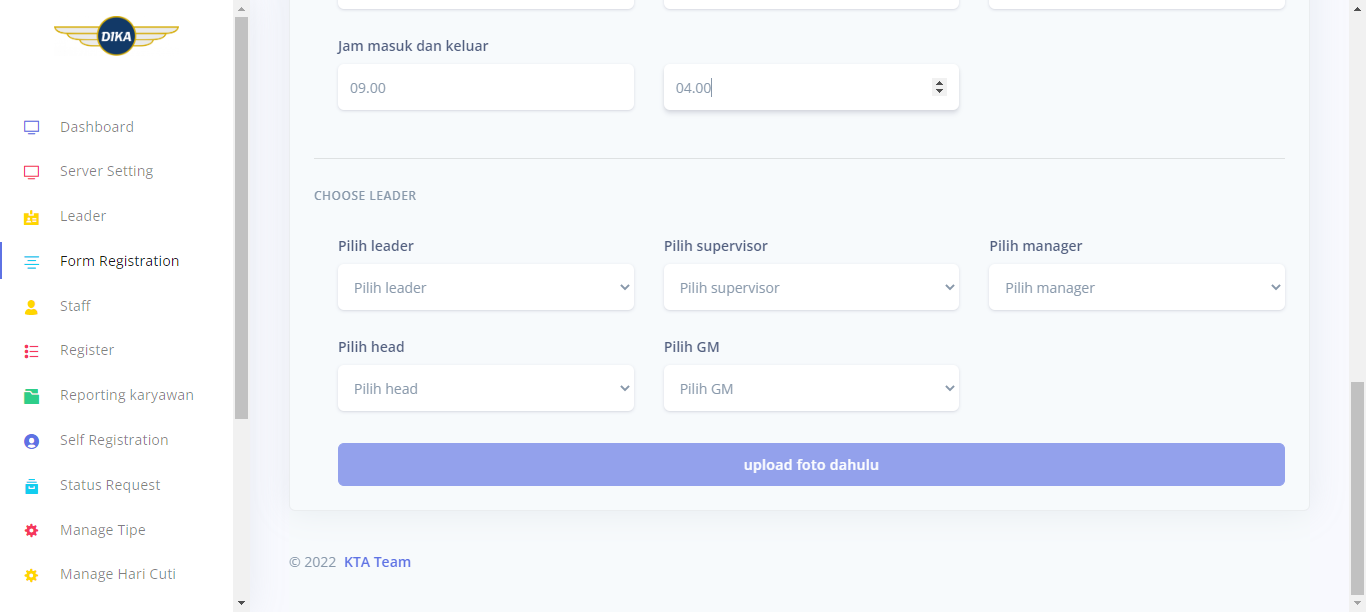 DIKA
Dashboard
Server Setting
Leader
Form Registration
Staff
Register
Reporting karyawan
Self Registration
Status Request
Manage Tipe
Manage Hari Cuti
Jam masuk dan keluar
09.00
04.00
CHOOSE LEADER
Pilih leader
Pilih supervisor
Pilih manager
Pilih leader
Pilih supervisor
Pilih manager
Pilih head
Pilih GM
Pilih head
Pilih GM
upload foto dahulu
© 2022 KTA Team